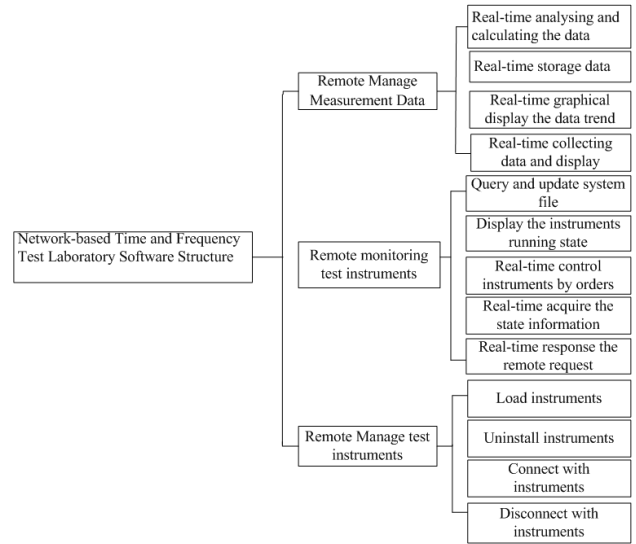 Network-based Time and Frequency
Test Laboratory Software Structure
Remote Manage
Measurement Data
Real-time analysing and
calculating the data
Real-time storage data
Real-time graphical
display the data trend
Real-time collecting
data and display
Remote monitoring
test instruments
Query and update system
file
Display the instruments
running state
Real-time control
instruments by orders
Real-time acquire the
state information
Real-time response the
remote request
Remote Manage test
instruments
Load instruments
Uninstall instruments
Connect with
instruments
Disconnect with
instruments